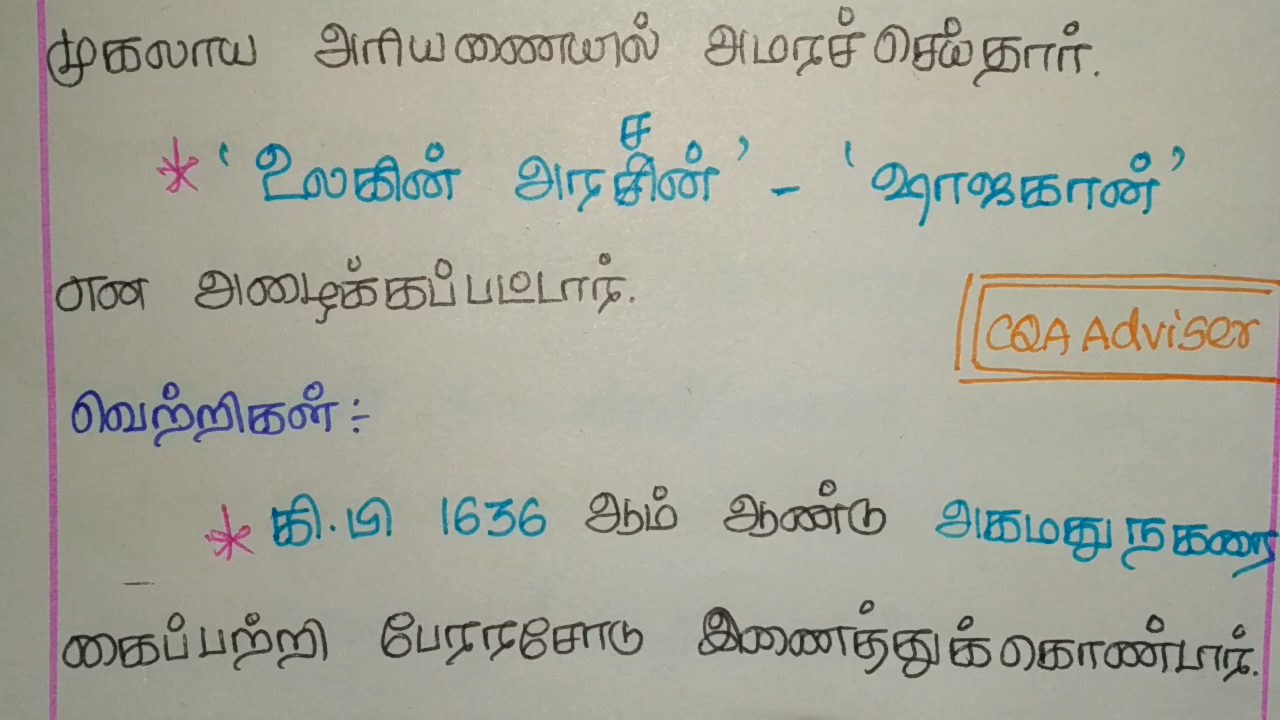 முகலாய அரியணையில் அமரச் செய்தார்.
* 'உலகின் அரசின்' - 'ஷாஜகான்'
ச
என அழைக்கப்பட்டார்.
CQA Adviser
வெற்றிகள் :-
* கி.பி 1636 ஆம் ஆண்டு அகமதுநகரை
கைப்பற்றி பேரரசோடு இணைத்துக்கொண்டார்.